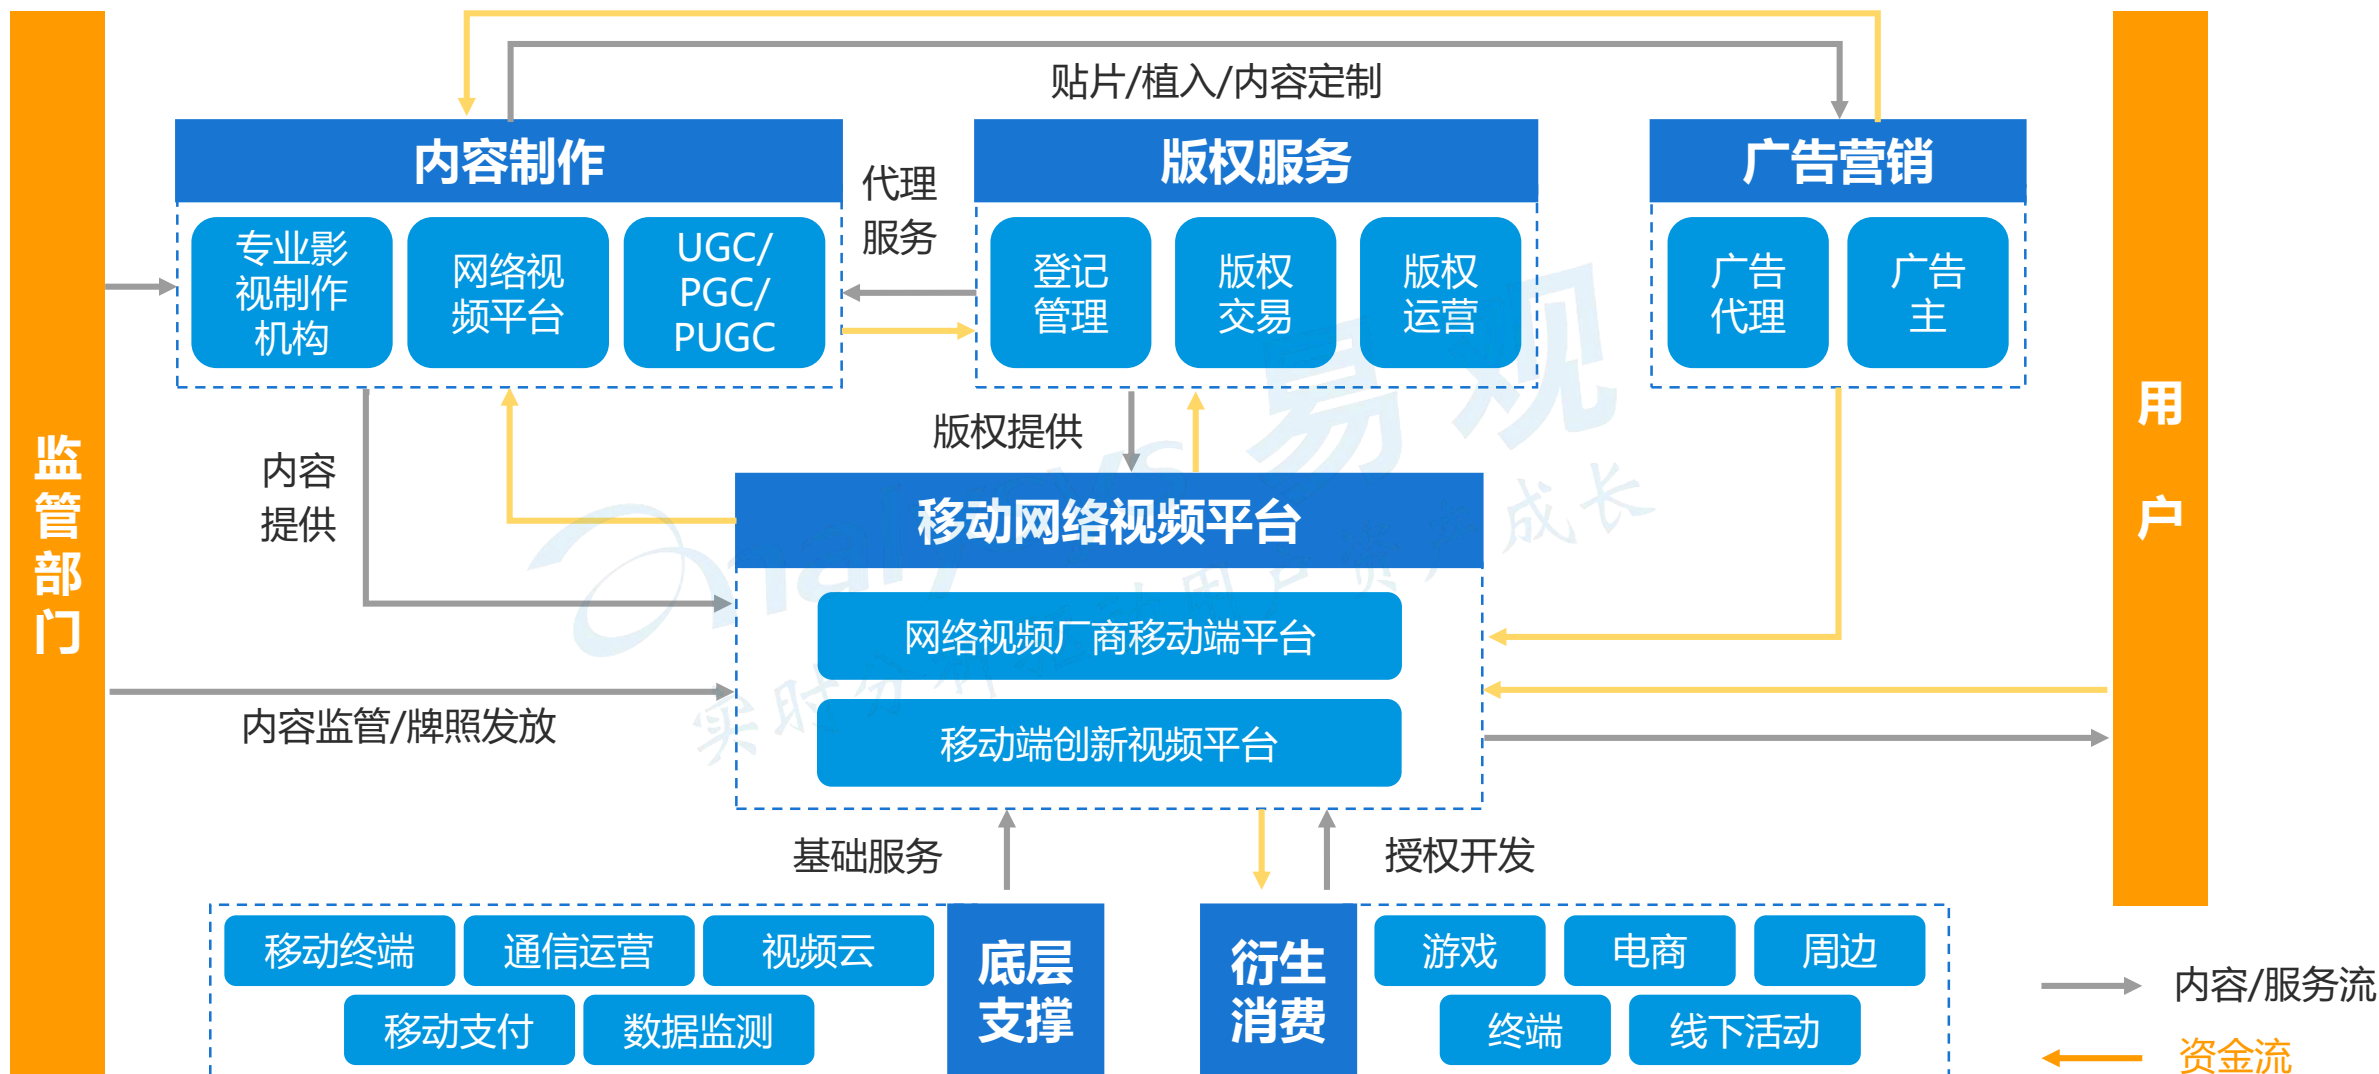 贴片/植入/内容定制
内容制作
版权服务
广告营销
代理
服务
专业影
视制作
机构
网络视
频平台
UGC/
PGC/
PUGC
登记
管理
版权
交易
版权
运营
广告
代理
广告
主
监
管
部
门
用
户
内容
提供
版权提供
移动网络视频平台
网络视频厂商移动端平台
移动端创新视频平台
内容监管/牌照发放
基础服务
授权开发
移动终端
通信运营
视频云
移动支付
数据监测
底层
支撑
衍生
消费
游戏
电商
周边
终端
线下活动
内容/服务流
资金流
易观